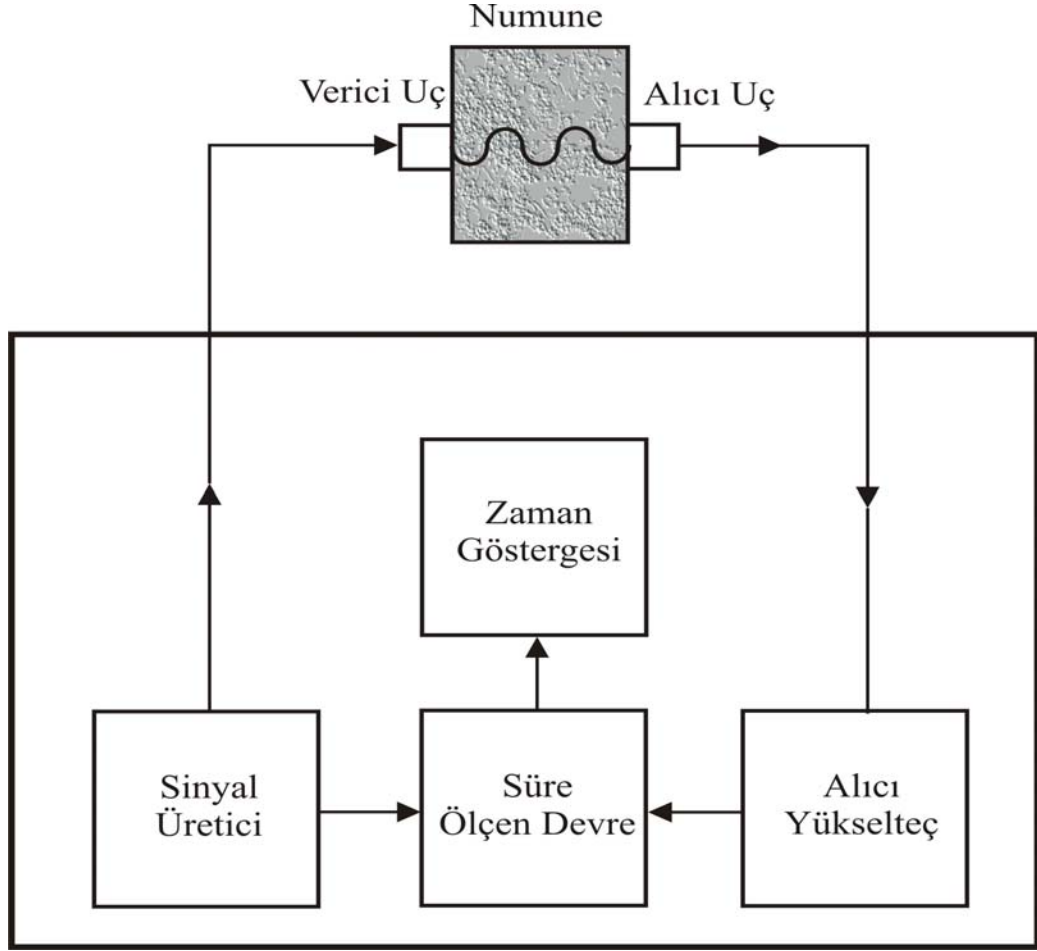 Numune
Verici Uç
Alıcı Uç
Zaman
Göstergesi
Sinyal
Üretici
Süre
Ölçen Devre
Alıcı
Yükselteç